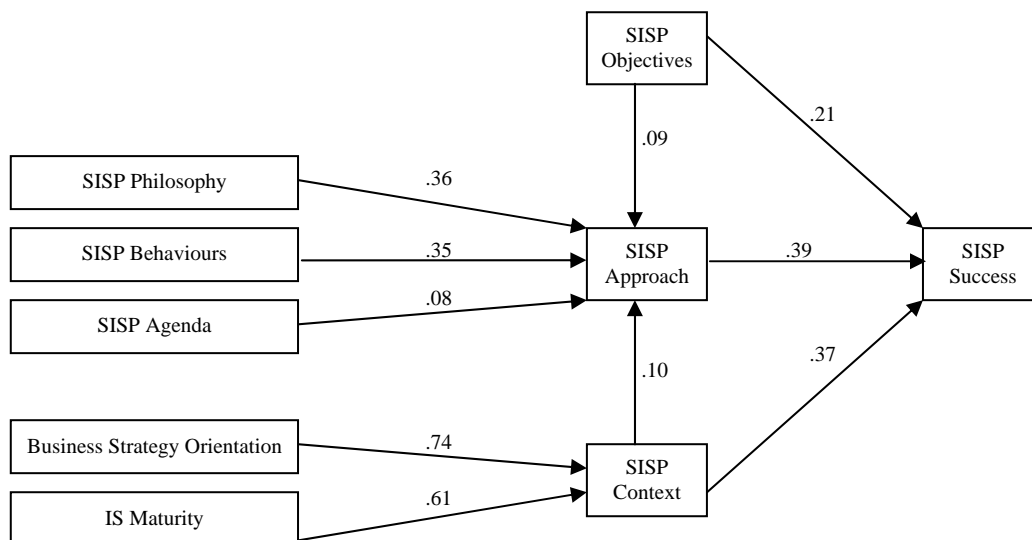 SISP
Objectives
.21
.09
SISP Philosophy
.36
SISP Behaviours
.35
SISP
Approach
.39
SISP
Success
SISP Agenda
.08
.10
.37
Business Strategy Orientation
.74
SISP
Context
IS Maturity
.61